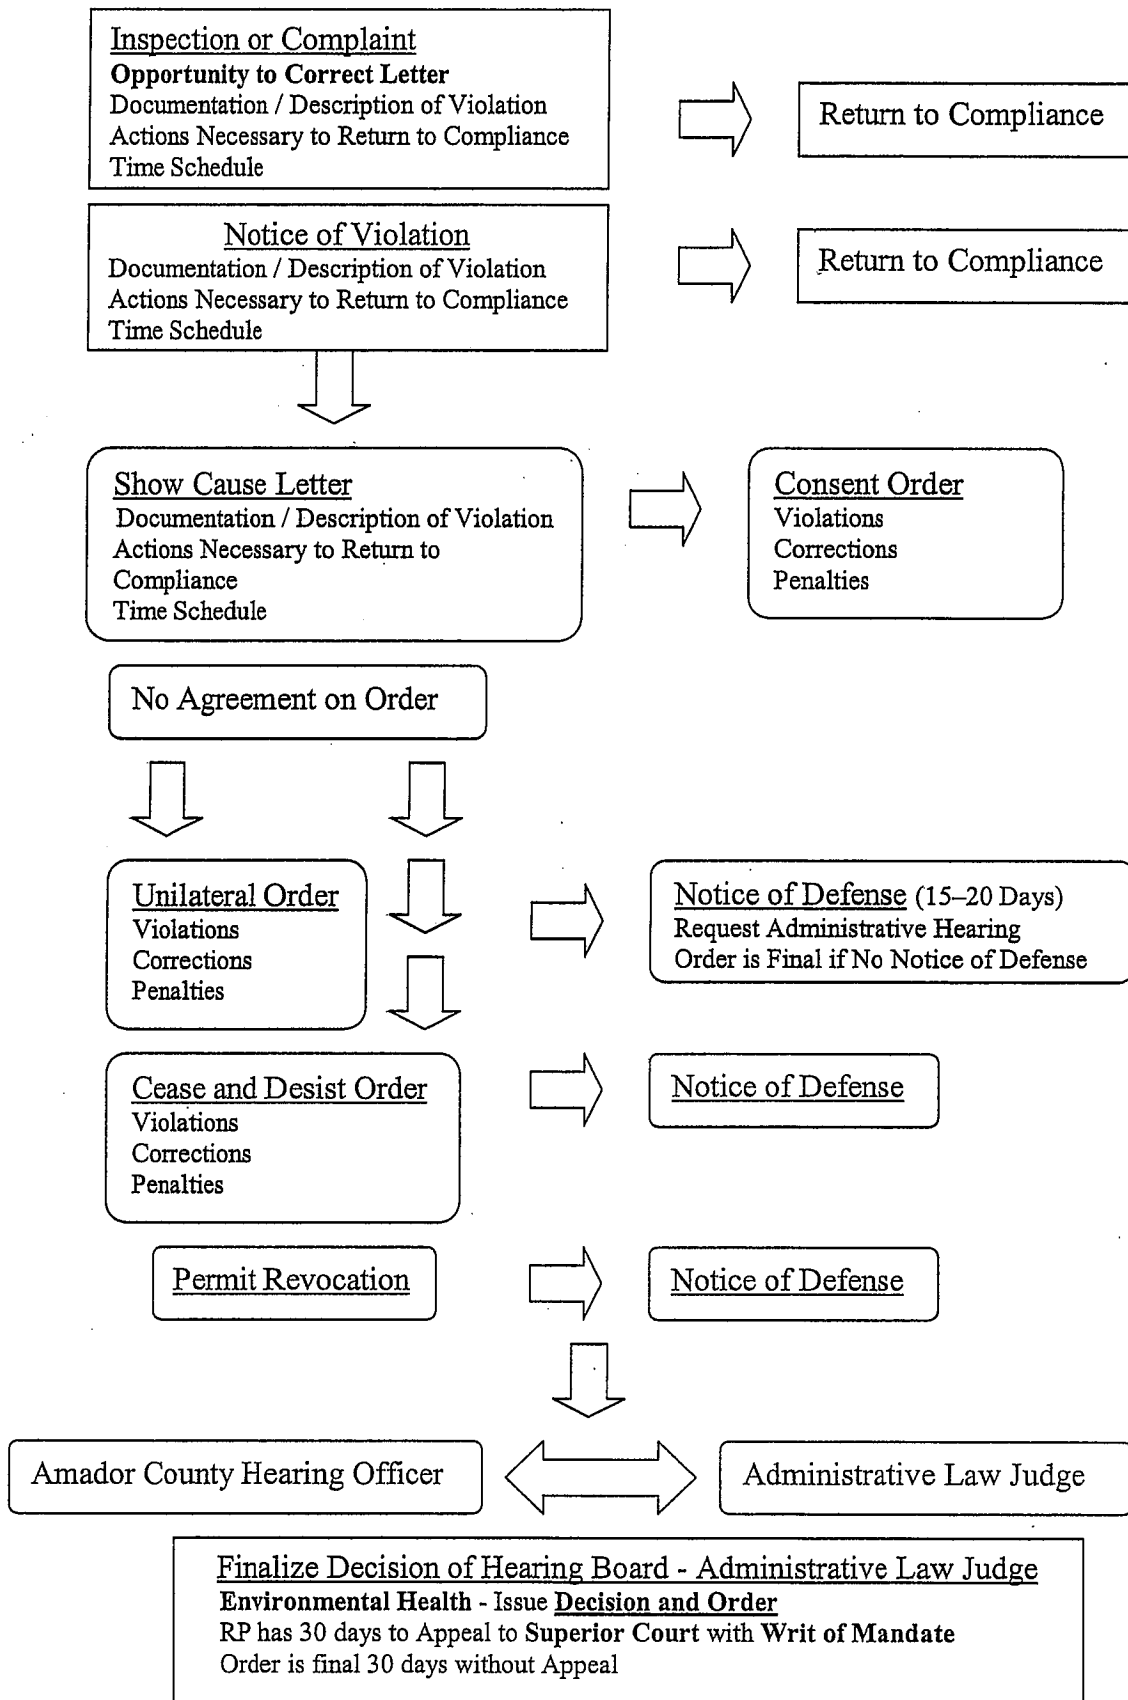 Inspection or Complaint
Opportunity to Correct Letter
Documentation / Description of Violation
Actions Necessary to Return to Compliance
Time Schedule
Return to Compliance
Notice of Violation
Documentation / Description of Violation
Actions Necessary to Return to Compliance
Time Schedule
Return to Compliance
Show Cause Letter
Documentation / Description of Violation
Actions Necessary to Return to
Compliance
Time Schedule
Consent Order
Violations
Corrections
Penalties
No Agreement on Order
Unilateral Order
Violations
Corrections
Penalties
Notice of Defense (15–20 Days)
Request Administrative Hearing
Order is Final if No Notice of Defense
Cease and Desist Order
Violations
Corrections
Penalties
Notice of Defense
Permit Revocation
Notice of Defense
Amador County Hearing Officer
Administrative Law Judge
Finalize Decision of Hearing Board - Administrative Law Judge
Environmental Health - Issue Decision and Order
RP has 30 days to Appeal to Superior Court with Writ of Mandate
Order is final 30 days without Appeal